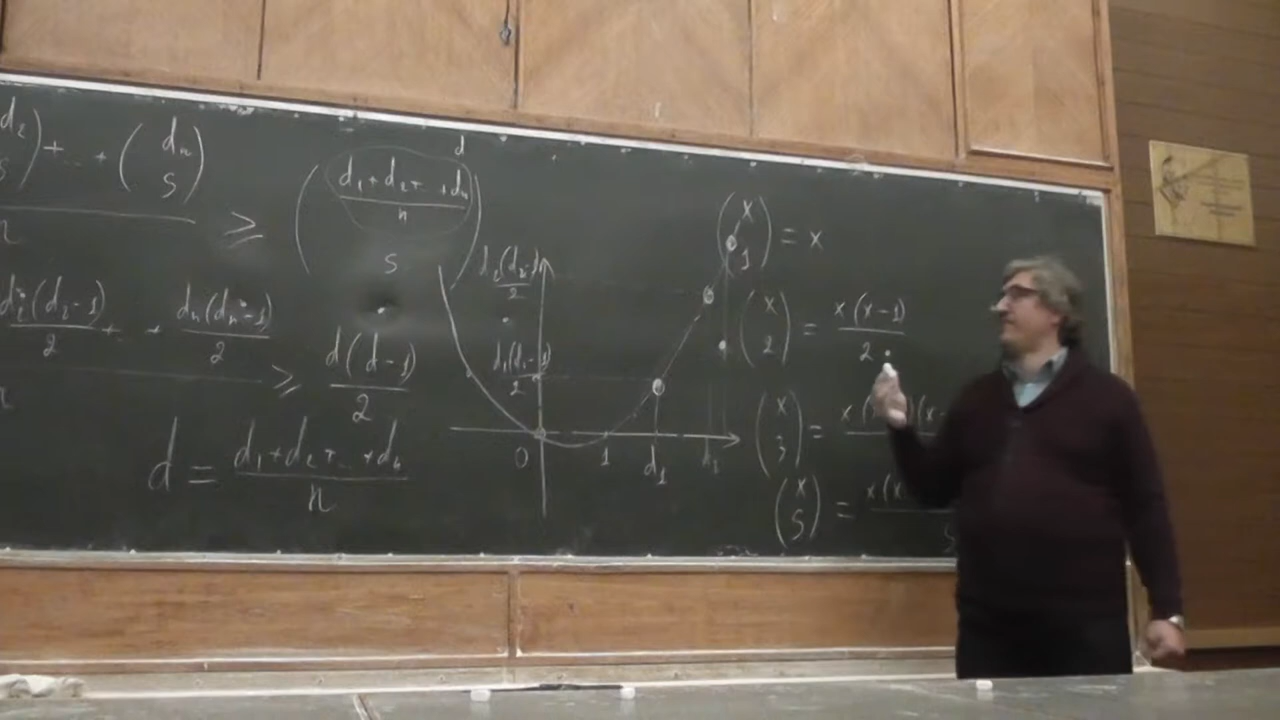 d₂ + ... + dₙ ≥ d₁+d₂+...+dₙ d
s s n
n s
d₂(d₂-1) + + dₙ(dₙ-1) ≥ d(d-1)
2 2 2
n
d = d₁+d₂+...+dₙ
n
d₂(d₂-1)
2
d₁(d₁-1)
2
0 1 d₁ d₂
(x 1) = x
(x 2) = x(x-1)
2
(x 3) = x(
(x s) = x(x